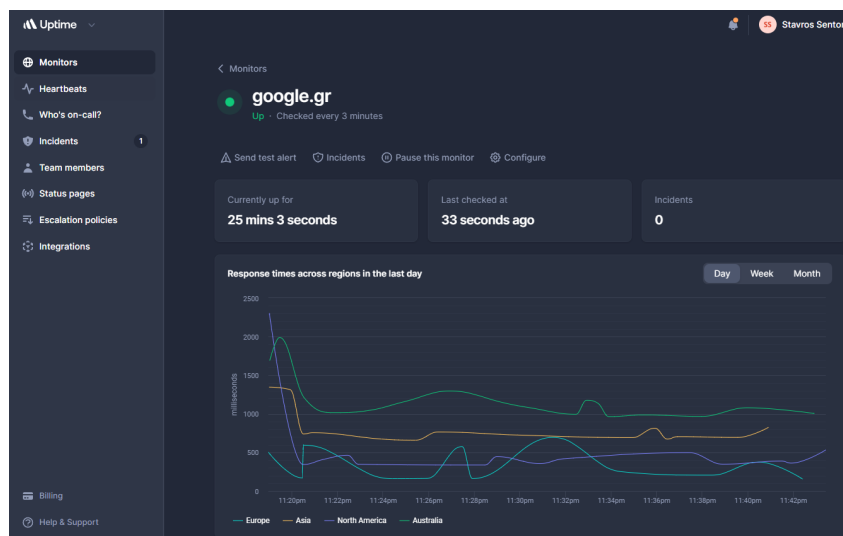 Uptime
SS
Stavros Sentor
Monitors
Heartbeats
Who's on-call?
Incidents
1
Team members
Status pages
Escalation policies
Integrations
Billing
Help & Support
Monitors
google.gr
Up · Checked every 3 minutes
Send test alert
Incidents
Pause this monitor
Configure
Currently up for
25 mins 3 seconds
Last checked at
33 seconds ago
Incidents
0
Response times across regions in the last day
Day
Week
Month
2500
2000
1500
1000
500
0
milliseconds
11:20pm
11:22pm
11:24pm
11:26pm
11:28pm
11:30pm
11:32pm
11:34pm
11:36pm
11:38pm
11:40pm
11:42pm
Europe
Asia
North America
Australia